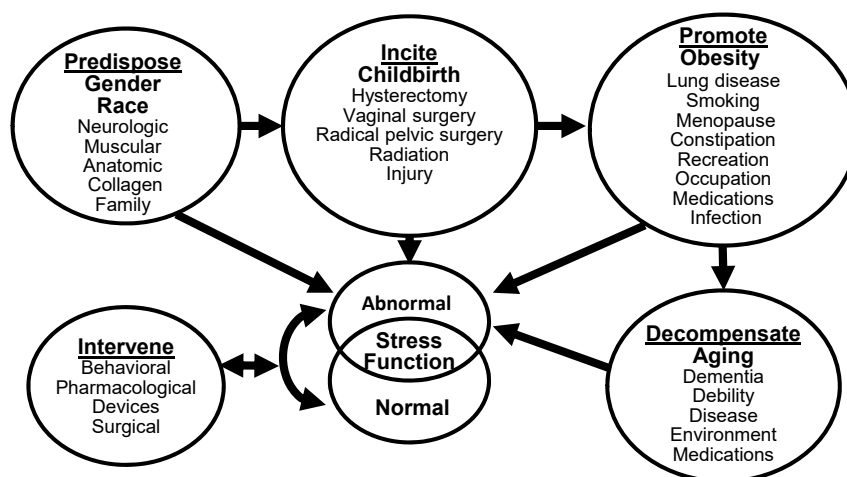 Predispose
Gender
Race
Neurologic
Muscular
Anatomic
Collagen
Family
Incite
Childbirth
Hysterectomy
Vaginal surgery
Radical pelvic surgery
Radiation
Injury
Promote
Obesity
Lung disease
Smoking
Menopause
Constipation
Recreation
Occupation
Medications
Infection
Intervene
Behavioral
Pharmacological
Devices
Surgical
Abnormal
Stress
Function
Normal
Decompensate
Aging
Dementia
Debility
Disease
Environment
Medications